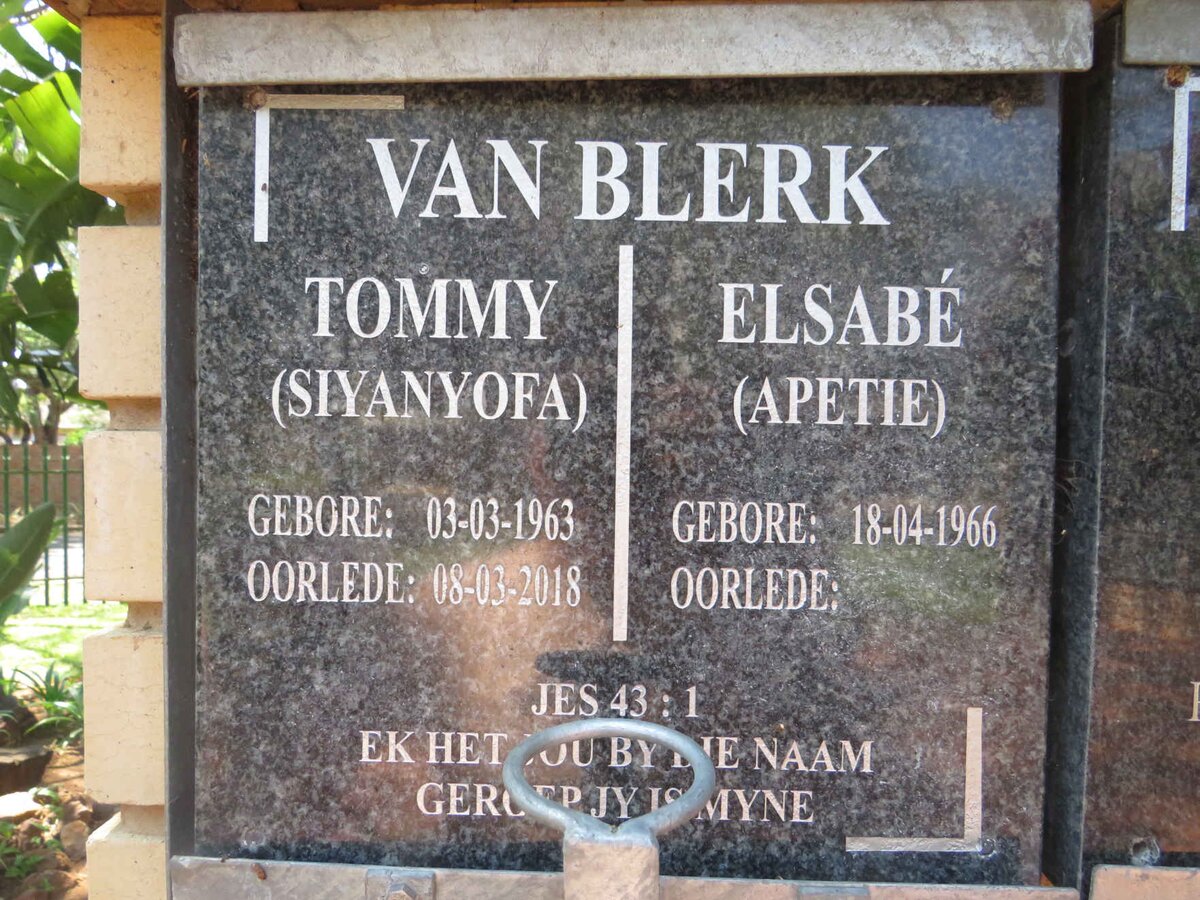 VAN BLERK
TOMMY
(SIYANYOFA)
GEBORE: 03-03-1963
OORLEDE: 08-03-2018
ELSABÉ
(APETIE)
GEBORE: 18-04-1966
OORLEDE:
JES 43 : 1
EK HET JOU BY DIE NAAM
GEROEP JY IS MYNE